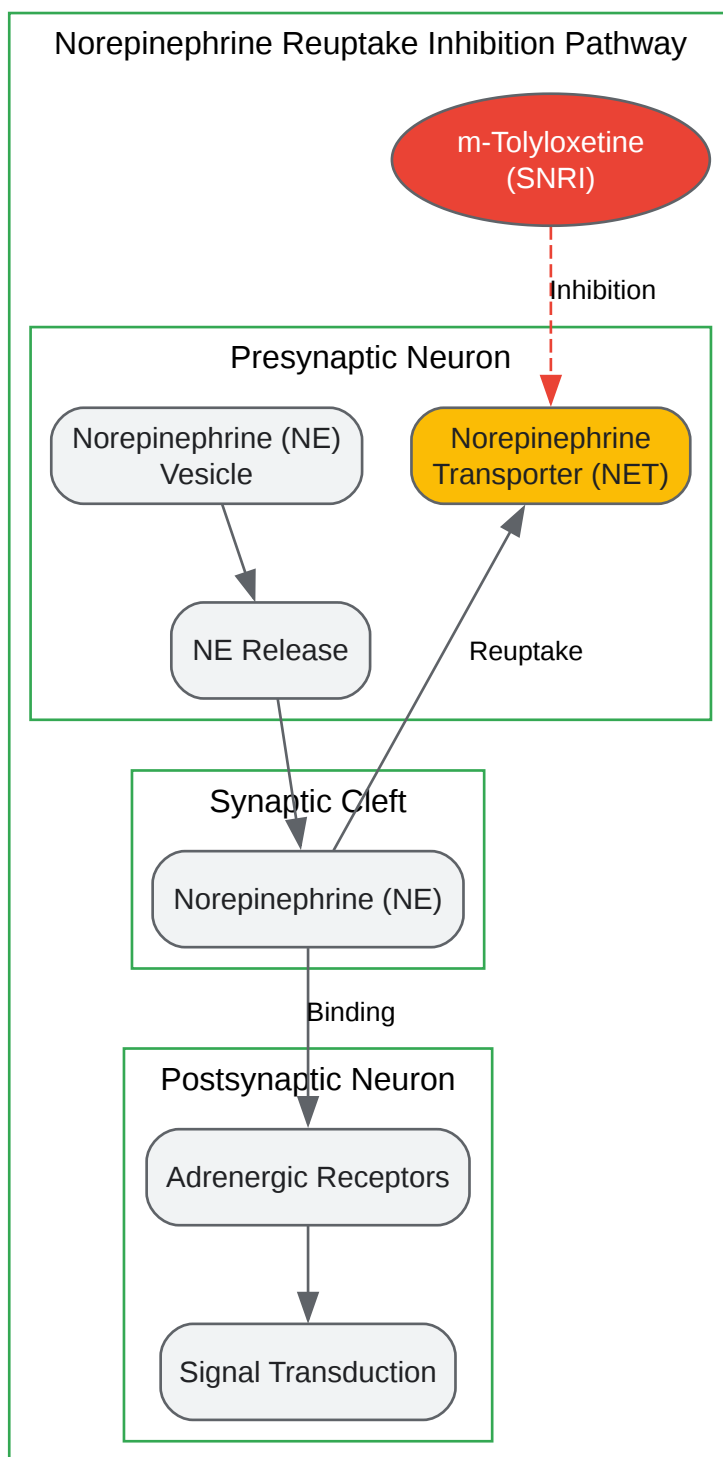 Norepinephrine Reuptake Inhibition Pathway
m-Tolyloxetine
(SNRI)
Inhibition
Presynaptic Neuron
Norepinephrine (NE)
Vesicle
Norepinephrine
Transporter (NET)
NE Release
Reuptake
Synaptic Cleft
Norepinephrine (NE)
Binding
Postsynaptic Neuron
Adrenergic Receptors
Signal Transduction